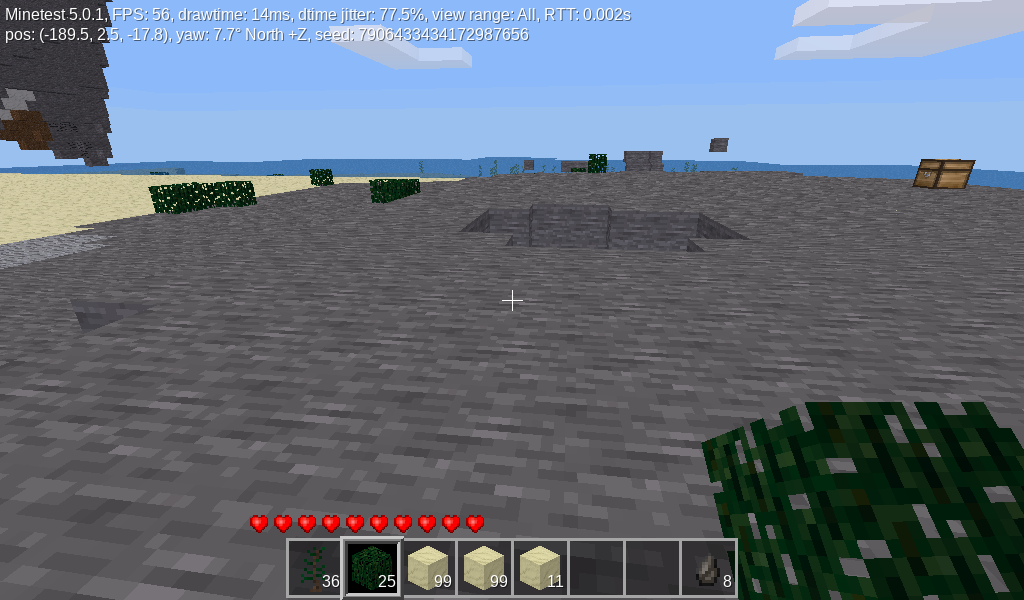 Minetest 5.0.1, FPS: 56, drawtime: 14ms, dtime jitter: 77.5%, view range: All, RTT: 0.002s
pos: (-189.5, 2.5, -17.8), yaw: 7.7° North +Z, seed: 7906433434172987656
36 25 99 99 11 8